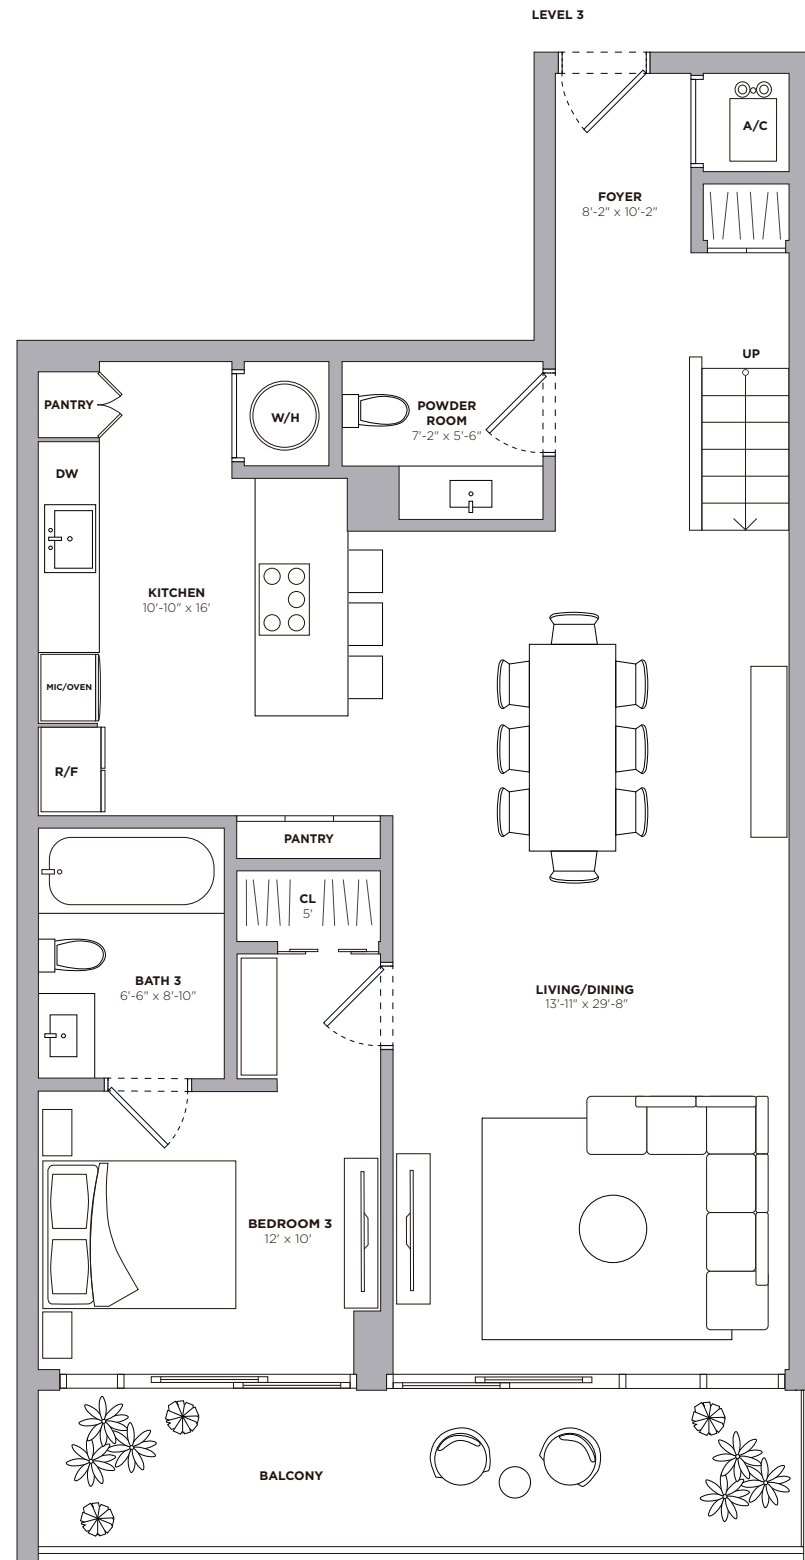 LEVEL 3
A/C
FOYER
8'-2" x 10'-2"
UP
PANTRY
W/H
POWDER
ROOM
7'-2" x 5'-6"
DW
KITCHEN
10'-10" x 16'
MIC/OVEN
R/F
PANTRY
CL
5'
BATH 3
6'-6" x 8'-10"
LIVING/DINING
13'-11" x 29'-8"
BEDROOM 3
12' x 10'
BALCONY